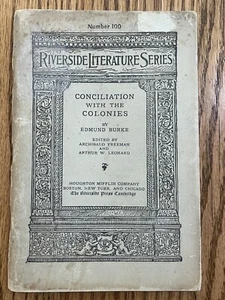 Number 100
RIVERSIDE LITERATURE SERIES
CONCILIATION
WITH THE
COLONIES
BY
EDMUND BURKE
EDITED BY
ARCHIBALD FREEMAN
AND
ARTHUR W. LEONARD
HOUGHTON MIFFLIN COMPANY
BOSTON, NEW YORK, AND CHICAGO
The Riverside Press Cambridge